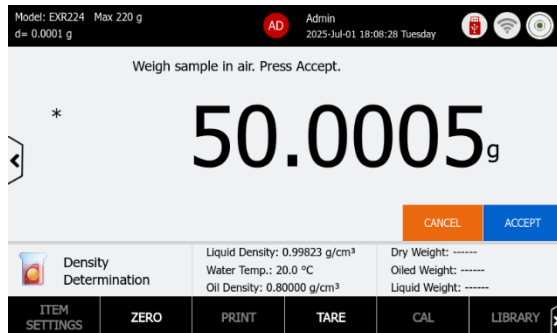 Model: EXR224 Max 220 g
d= 0.0001 g
AD
Admin
2025-Jul-01 18:08:28 Tuesday
Weigh sample in air. Press Accept.
*
50.0005 g
CANCEL
ACCEPT
Density
Determination
Liquid Density: 0.99823 g/cm³
Water Temp.: 20.0 °C
Oil Density: 0.80000 g/cm³
Dry Weight: ------
Oiled Weight: ------
Liquid Weight: ------
ITEM
SETTINGS
ZERO
PRINT
TARE
CAL
LIBRARY